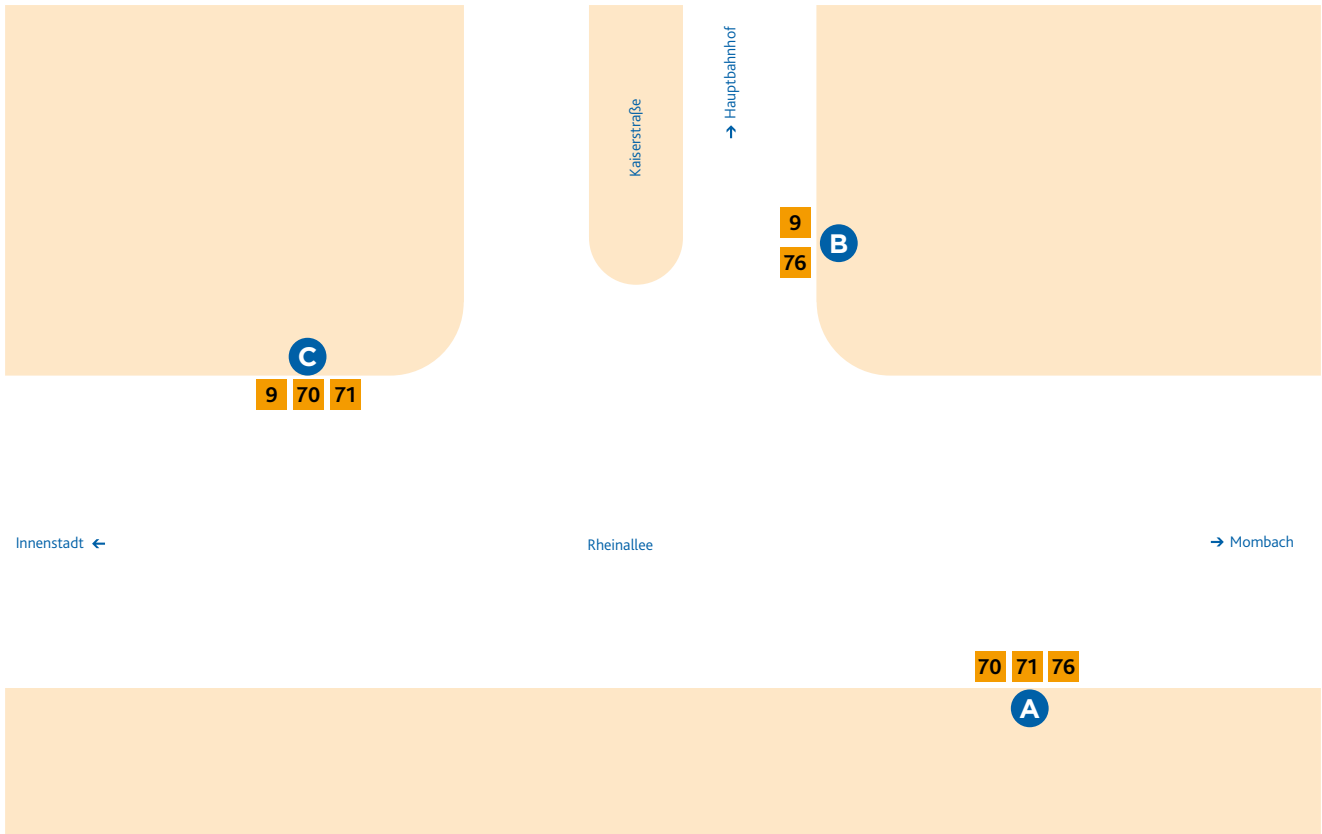 → Hauptbahnhof
Kaiserstraße
9
76
B
C
9 70 71
Innenstadt ←
Rheinallee
→ Mombach
70 71 76
A